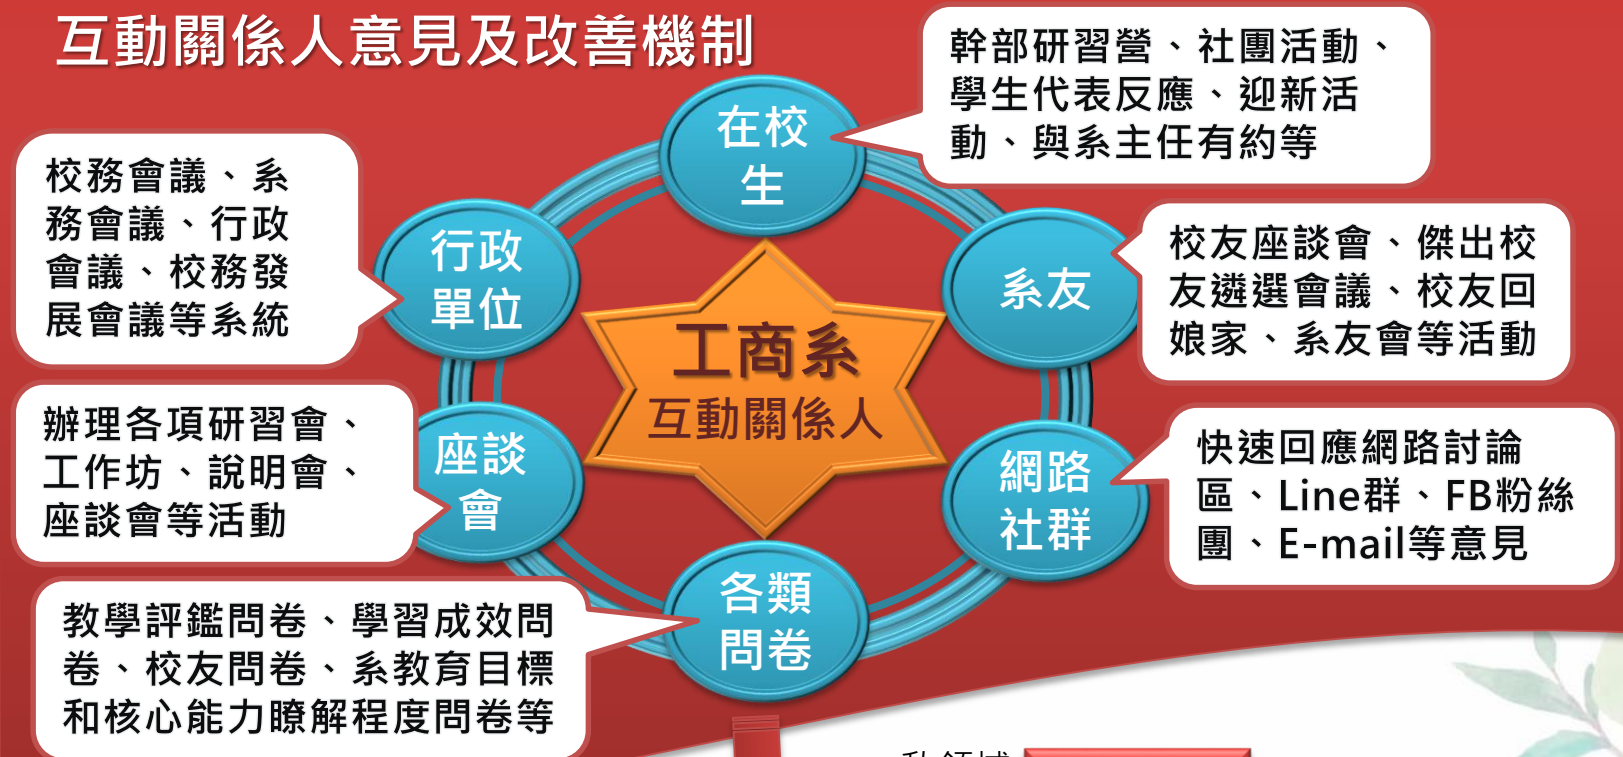 互動關係人意見及改善機制
幹部研習營、社團活動、
學生代表反應、迎新活
動、與系主任有約等
在校
生
校務會議、系
務會議、行政
會議、校務發
展會議等系統
行政
單位
系友
校友座談會、傑出校
友遴選會議、校友回
娘家、系友會等活動
工商系
互動關係人
辦理各項研習會、
工作坊、說明會、
座談會等活動
座談
會
網路
社群
快速回應網路討論
區、Line群、FB粉絲
團、E-mail等意見
各類
問卷
教學評鑑問卷、學習成效問
卷、校友問卷、系教育目標
和核心能力瞭解程度問卷等